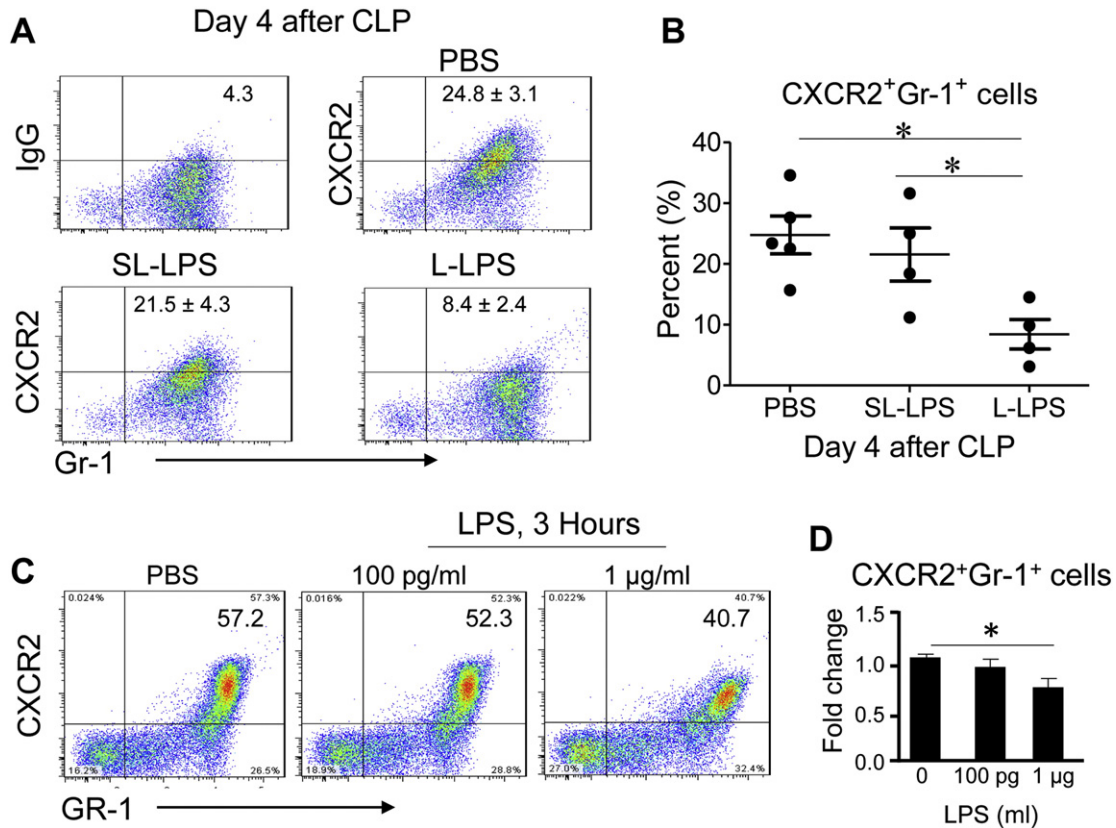 A
Day 4 after CLP
PBS
IgG
4.3
CXCR2
24.8 ± 3.1
SL-LPS
L-LPS
CXCR2
21.5 ± 4.3
8.4 ± 2.4
Gr-1
B
CXCR2⁺Gr-1⁺ cells
*
*
Percent (%)
40
30
20
10
0
PBS SL-LPS L-LPS
Day 4 after CLP
LPS, 3 Hours
C
PBS
100 pg/ml
1 µg/ml
CXCR2
0.024% 57.3%
57.2
16.2% 26.5%
0.016% 52.3%
52.3
18.9% 28.8%
0.022% 40.7%
40.7
27.0% 32.4%
GR-1
D
CXCR2⁺Gr-1⁺ cells
*
Fold change
1.5
1.0
0.5
0.0
0 100 pg 1 µg
LPS (ml)